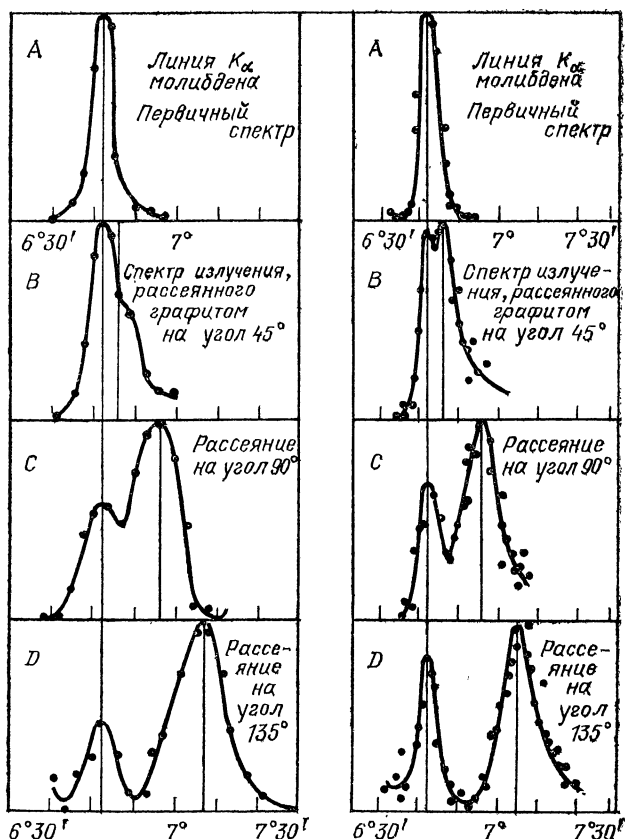 A
Линия Kα
молибдена
Первичный
спектр
6°30′
7°
B
Спектр излучения,
рассеянного
графитом
на угол 45°
C
Рассеяние
на угол 90°
D
Рассе-
яние
на
угол
135°
6°30′
7°
7°30′
A
Линия Kα
молибдена
Первичный
спектр
6°30′
7°
7°30′
B
Спектр излуче-
ния, рассеянного
графитом
на угол 45°
C
Рассеяние
на угол 90°
D
Рассе-
яние
на
угол
135°
6°30′
7°
7°30′